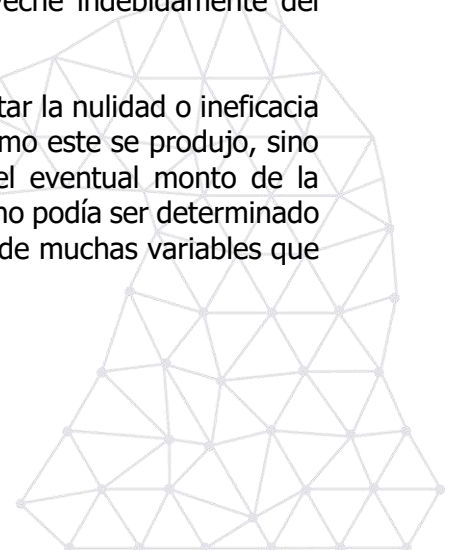 indebidamente del
tar la nulidad o ineficacia
mo este se produjo, sino
el eventual monto de la
no podía ser determinado
de muchas variables que